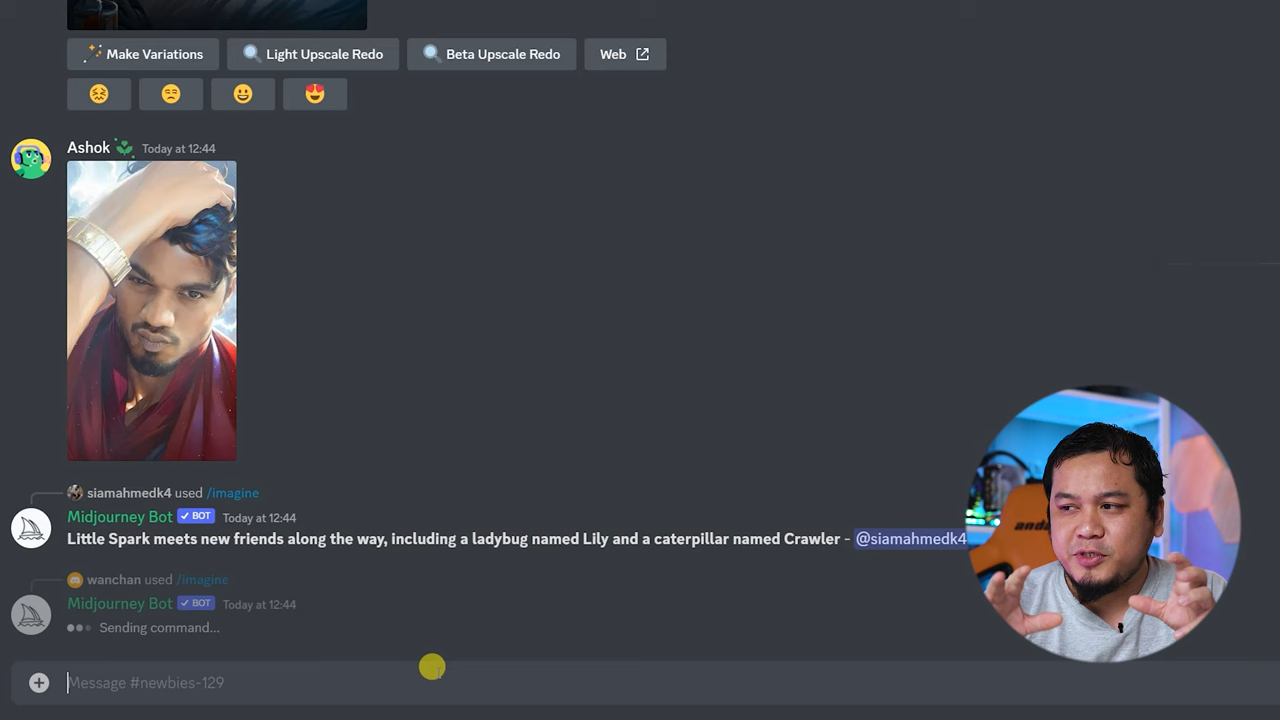 Make Variations
Light Upscale Redo
Beta Upscale Redo
Web
Ashok Today at 12:44
siamahmedk4 used /imagine
Midjourney Bot BOT Today at 12:44
Little Spark meets new friends along the way, including a ladybug named Lily and a caterpillar named Crawler - @siamahmedk4
wanchan used /imagine
Midjourney Bot BOT Today at 12:44
Sending command...
Message #newbies-129